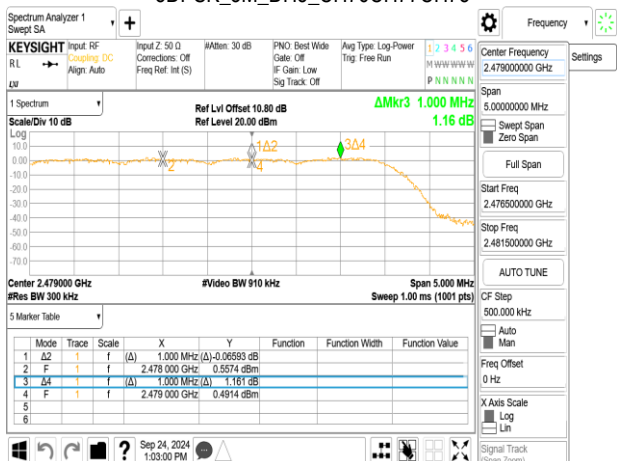 Spectrum Analyzer 1
Swept SA
+
Frequency
KEYSIGHT
Input: RF
RL
Coupling: DC
Align: Auto
Input Z: 50 Ω
Corrections: Off
Freq Ref: Int (S)
#Atten: 30 dB
PNO: Best Wide
Gate: Off
IF Gain: Low
Sig Track: Off
Avg Type: Log-Power
Trig: Free Run
1 2 3 4 5 6
M W W W W W
P N N N N N
LXI
1 Spectrum
Scale/Div 10 dB
Ref Lvl Offset 10.80 dB
Ref Level 20.00 dBm
ΔMkr3 1.000 MHz
1.16 dB
Log
10.0
0.00
-10.0
-20.0
-30.0
-40.0
-50.0
-60.0
-70.0
1Δ2
3Δ4
2
4
Center 2.479000 GHz
#Res BW 300 kHz
#Video BW 910 kHz
Span 5.000 MHz
Sweep 1.00 ms (1001 pts)
5 Marker Table
Mode Trace Scale X Y Function Function Width Function Value
1 Δ2 1 f (Δ) 1.000 MHz (Δ) -0.06593 dB
2 F 1 f 2.478 000 GHz 0.5574 dBm
3 Δ4 1 f (Δ) 1.000 MHz (Δ) 1.161 dB
4 F 1 f 2.479 000 GHz 0.4914 dBm
5
6
Sep 24, 2024
1:03:00 PM
Settings
Center Frequency
2.479000000 GHz
Span
5.00000000 MHz
Swept Span
Zero Span
Full Span
Start Freq
2.476500000 GHz
Stop Freq
2.481500000 GHz
AUTO TUNE
CF Step
500.000 kHz
Auto
Man
Freq Offset
0 Hz
X Axis Scale
Log
Lin
Signal Track
(Span Zoom)